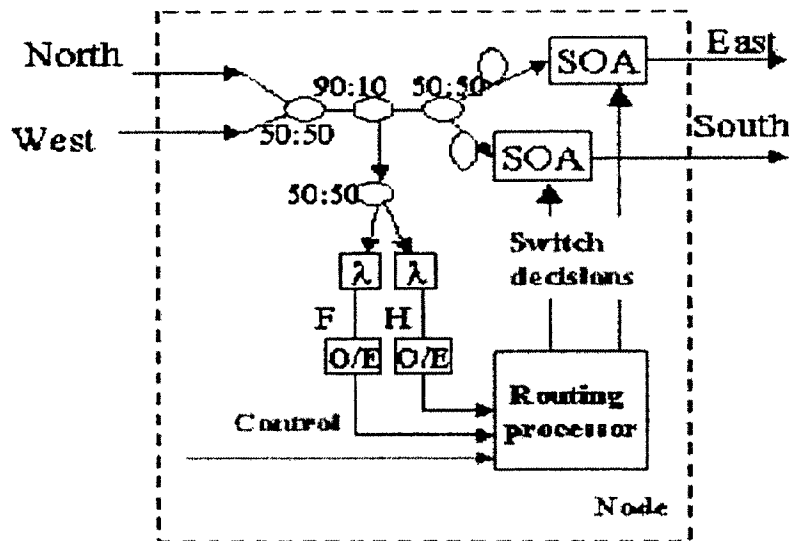 North
West
50:50
90:10
50:50
SOA
East
SOA
South
50:50
λ
λ
Switch
decisions
F
H
O/E
O/E
Control
Routing
processor
Node